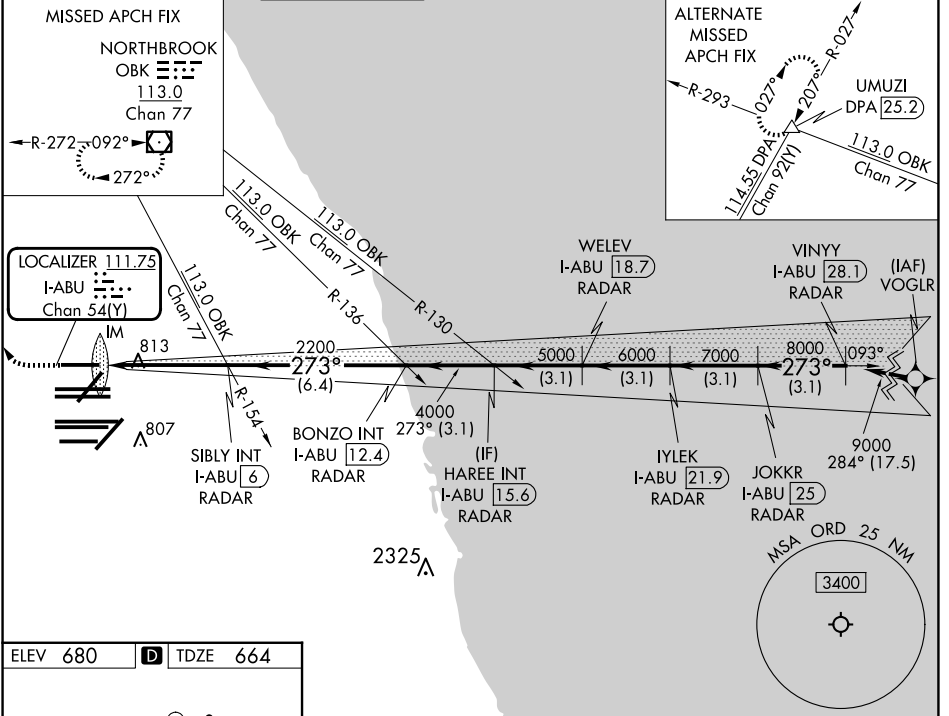 MISSED APCH FIX
NORTHBROOK
OBK
113.0
Chan 77
R-272
092°
272°
ALTERNATE
MISSED
APCH FIX
R-027
R-293
027°
207°
UMUZI
DPA 25.2
114.55 DPA
Chan 92(Y)
113.0 OBK
Chan 77
113.0 OBK
Chan 77
113.0 OBK
Chan 77
113.0 OBK
Chan 77
R-136
R-130
R-154
LOCALIZER 111.75
I-ABU
Chan 54(Y)
IM
813
807
WELEV
I-ABU 18.7
RADAR
VINYY
I-ABU 28.1
RADAR
(IAF)
VOGLR
2200
273°
(6.4)
4000
273° (3.1)
5000
(3.1)
6000
(3.1)
7000
(3.1)
8000
273°
(3.1)
093°
9000
284° (17.5)
SIBLY INT
I-ABU 6
RADAR
BONZO INT
I-ABU 12.4
RADAR
(IF)
HAREE INT
I-ABU 15.6
RADAR
IYLEK
I-ABU 21.9
RADAR
JOKKR
I-ABU 25
RADAR
2325
MSA ORD 25 NM
3400
ELEV 680 D TDZE 664